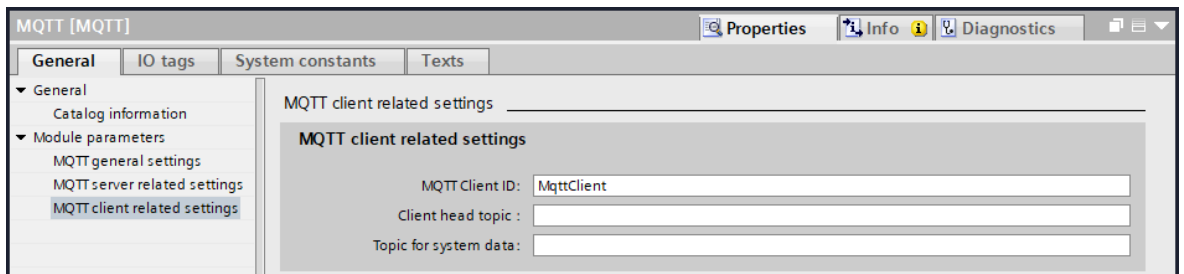 MQTT [MQTT]
Properties Info Diagnostics
General IO tags System constants Texts
General
Catalog information
Module parameters
MQTT general settings
MQTT server related settings
MQTT client related settings
MQTT client related settings
MQTT client related settings
MQTT Client ID: MqttClient
Client head topic :
Topic for system data: